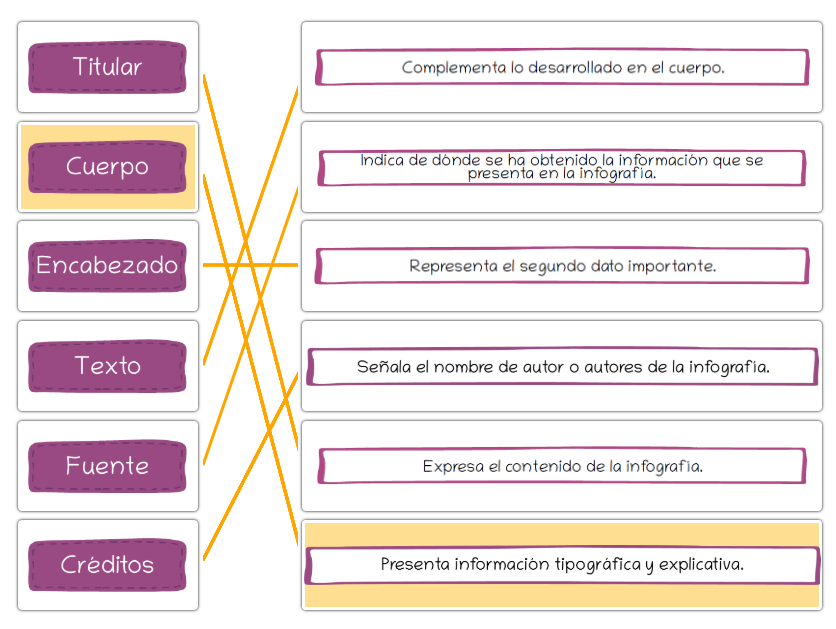 Titular
Complementa lo desarrollado en el cuerpo.
Cuerpo
Indica de dónde se ha obtenido la información que se
presenta en la infografía.
Encabezado
Representa el segundo dato importante.
Texto
Señala el nombre de autor o autores de la infografía.
Fuente
Expresa el contenido de la infografía.
Créditos
Presenta información tipográfica y explicativa.